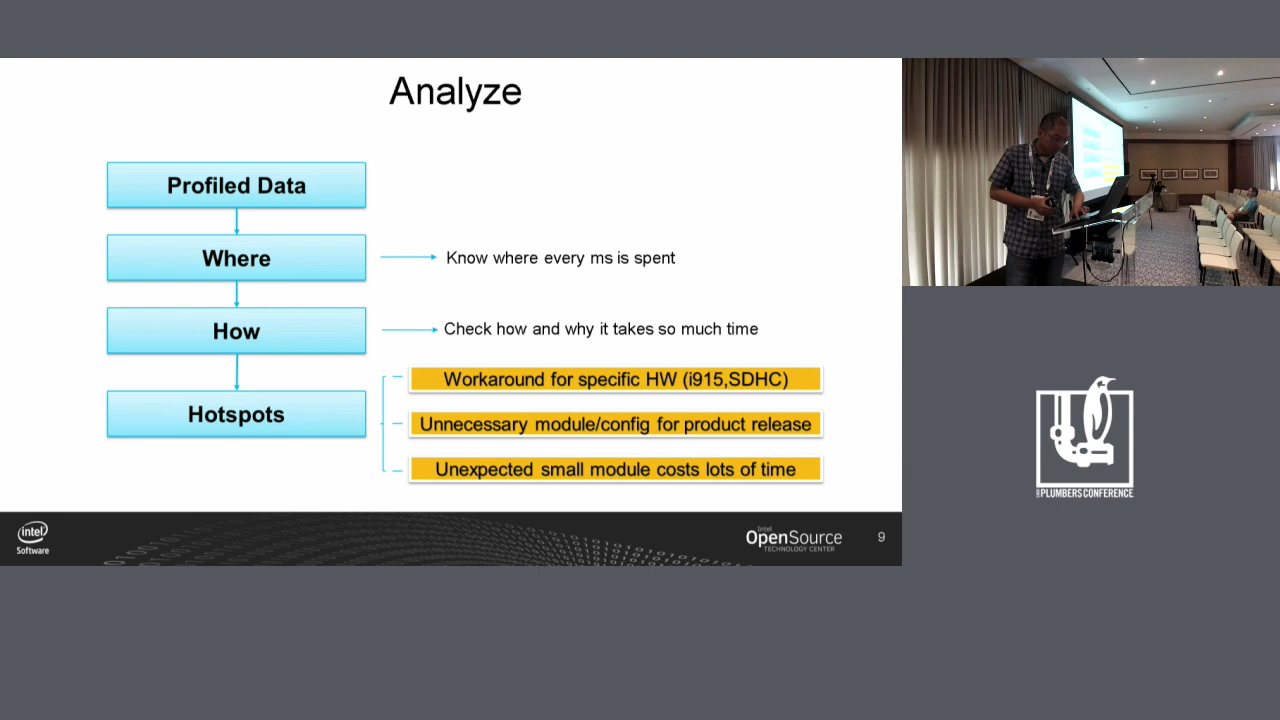 Analyze
Profiled Data
Where
Know where every ms is spent
How
Check how and why it takes so much time
Hotspots
Workaround for specific HW (i915,SDHC)
Unnecessary module/config for product release
Unexpected small module costs lots of time
intel
Software
Intel
OpenSource
TECHNOLOGY CENTER
9
PLUMBERS CONFERENCE